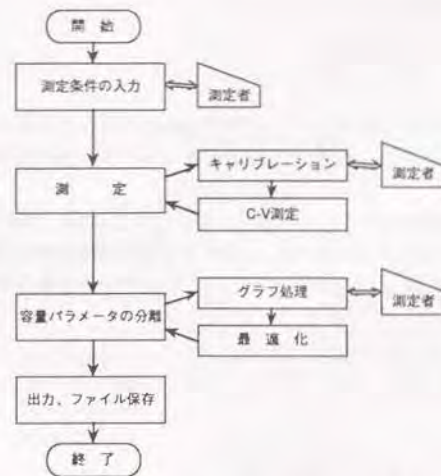 開 始
測定条件の入力
測定者
測 定
キャリブレーション
測定者
C-V測定
容量パラメータの分離
グラフ処理
測定者
最 適 化
出力、ファイル保存
終 了